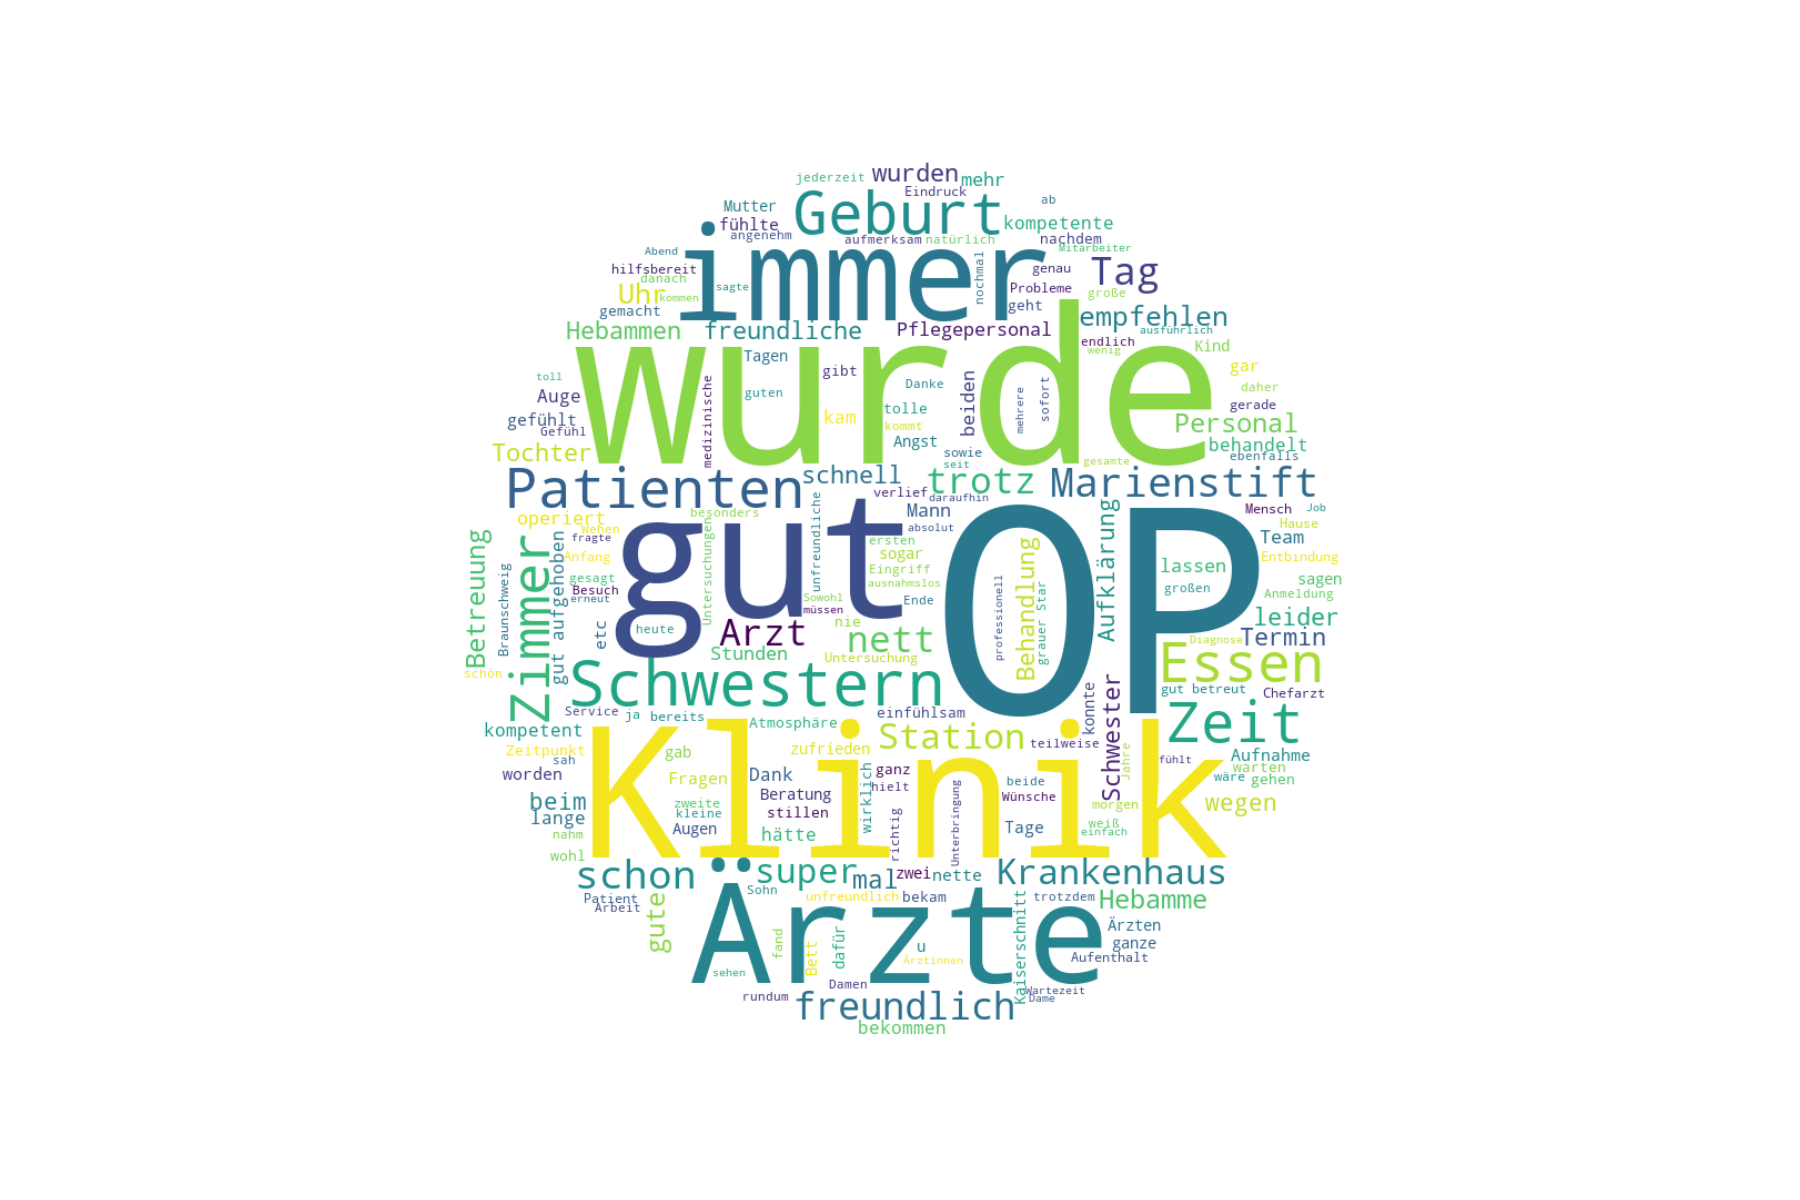 jederzeit
wurden
mehr
Eindruck
Mutter
Geburt
ab
fühlte
kompetente
angenehm
aufmerksam
natürlich
nachdem
Abend
immer
Mitarbeiter
hilfsbereit
danach
sagte
nochmal
genau
Tag
Uhr
kommen
Probleme
große
gemacht
geht
empfehlen
Hebammen
freundliche
Pflegepersonal
ausführlich
wurde
endlich
wenig
Kind
Tagen
gibt
gar
toll
medizinische
guten
Danke
beiden
mehrere
sofort
daher
Auge
kam
tolle
gerade
gefühlt
kommt
Personal
Gefühl
Angst
behandelt
Tochter
sowie
ebenfalls
seit
gesamte
Patienten
schnell
trotz
Marienstift
verlief
daraufhin
besonders
unfreundliche
gut
Mann
OP
Aufklärung
Mensch
Job
operiert
Wehen
absolut
Hause
fragte
Untersuchungen
ersten
Team
Betreuung
Zimmer
gut aufgehoben
Anfang
sogar
Behandlung
Entbindung
Braunschweig
gesagt
Eingriff
lassen
sagen
Besuch
ausnahmslos
grauer Star
großen
erneut
Sowohl
Ende
professionell
Anmeldung
müssen
etc
heute
Arzt
nie
nett
leider
Termin
Diagnose
Stunden
Untersuchung
Essen
schön
Schwestern
gut betreut
Chefarzt
Service
ja
bereits
Atmosphäre
einfühlsam
konnte
Schwester
Zeit
kompetent
Klinik
Station
teilweise
Jahre
Zeitpunkt
gab
zufrieden
Aufnahme
sah
fühlt
warten
worden
Fragen
Dank
wirklich
ganz
hielt
beide
wäre
gehen
beim
zweite
Beratung
Unterbringung
Wünsche
morgen
wegen
lange
kleine
stillen
richtig
weiß
nahm
Augen
hätte
Tage
einfach
wohl
schon
super
mal
zwei
nette
Krankenhaus
Patient
Sohn
unfreundlich
bekam
trotzdem
Hebamme
Arbeit
gute
Ärzte
Kaiserschnitt
Ärzten
fand
Bett
dafür
u
ganze
Ärztinnen
Aufenthalt
sehen
Damen
Wartezeit
rundum
freundlich
Dame
bekommen